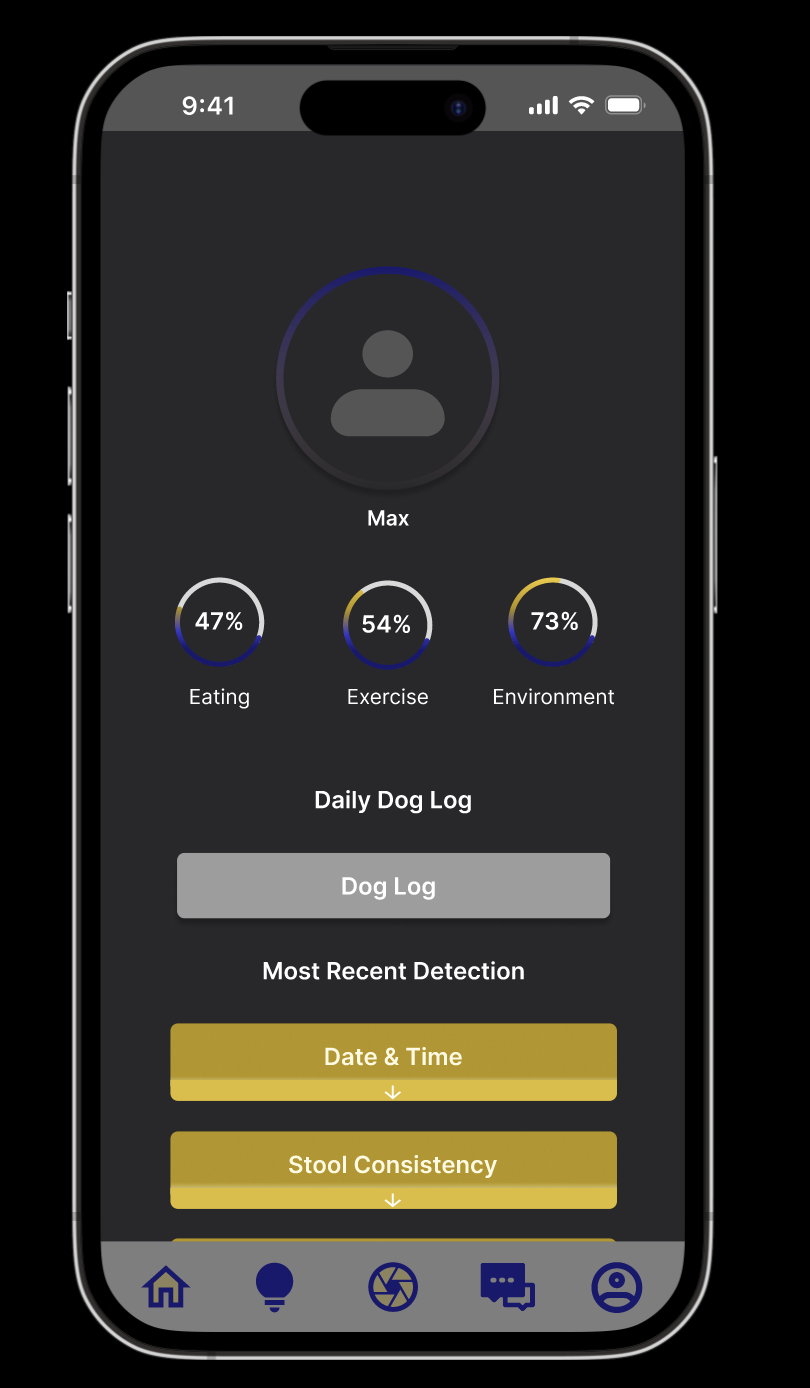 9:41
Max
47% 54% 73%
Eating Exercise Environment
Daily Dog Log
Dog Log
Most Recent Detection
Date & Time
Stool Consistency